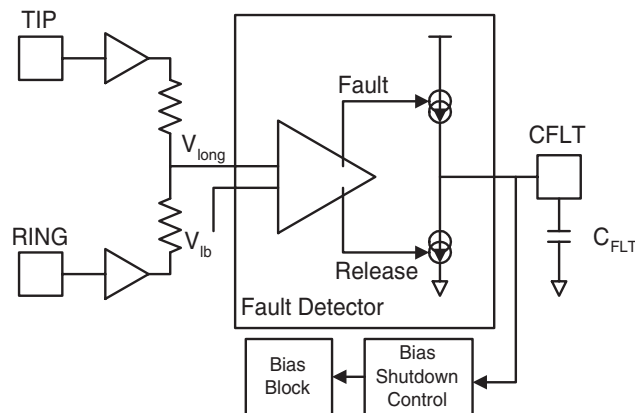 TIP
Fault
V_long
CFLT
RING
V_lb
C_FLT
Release
Fault Detector
Bias
Block
Bias
Shutdown
Control